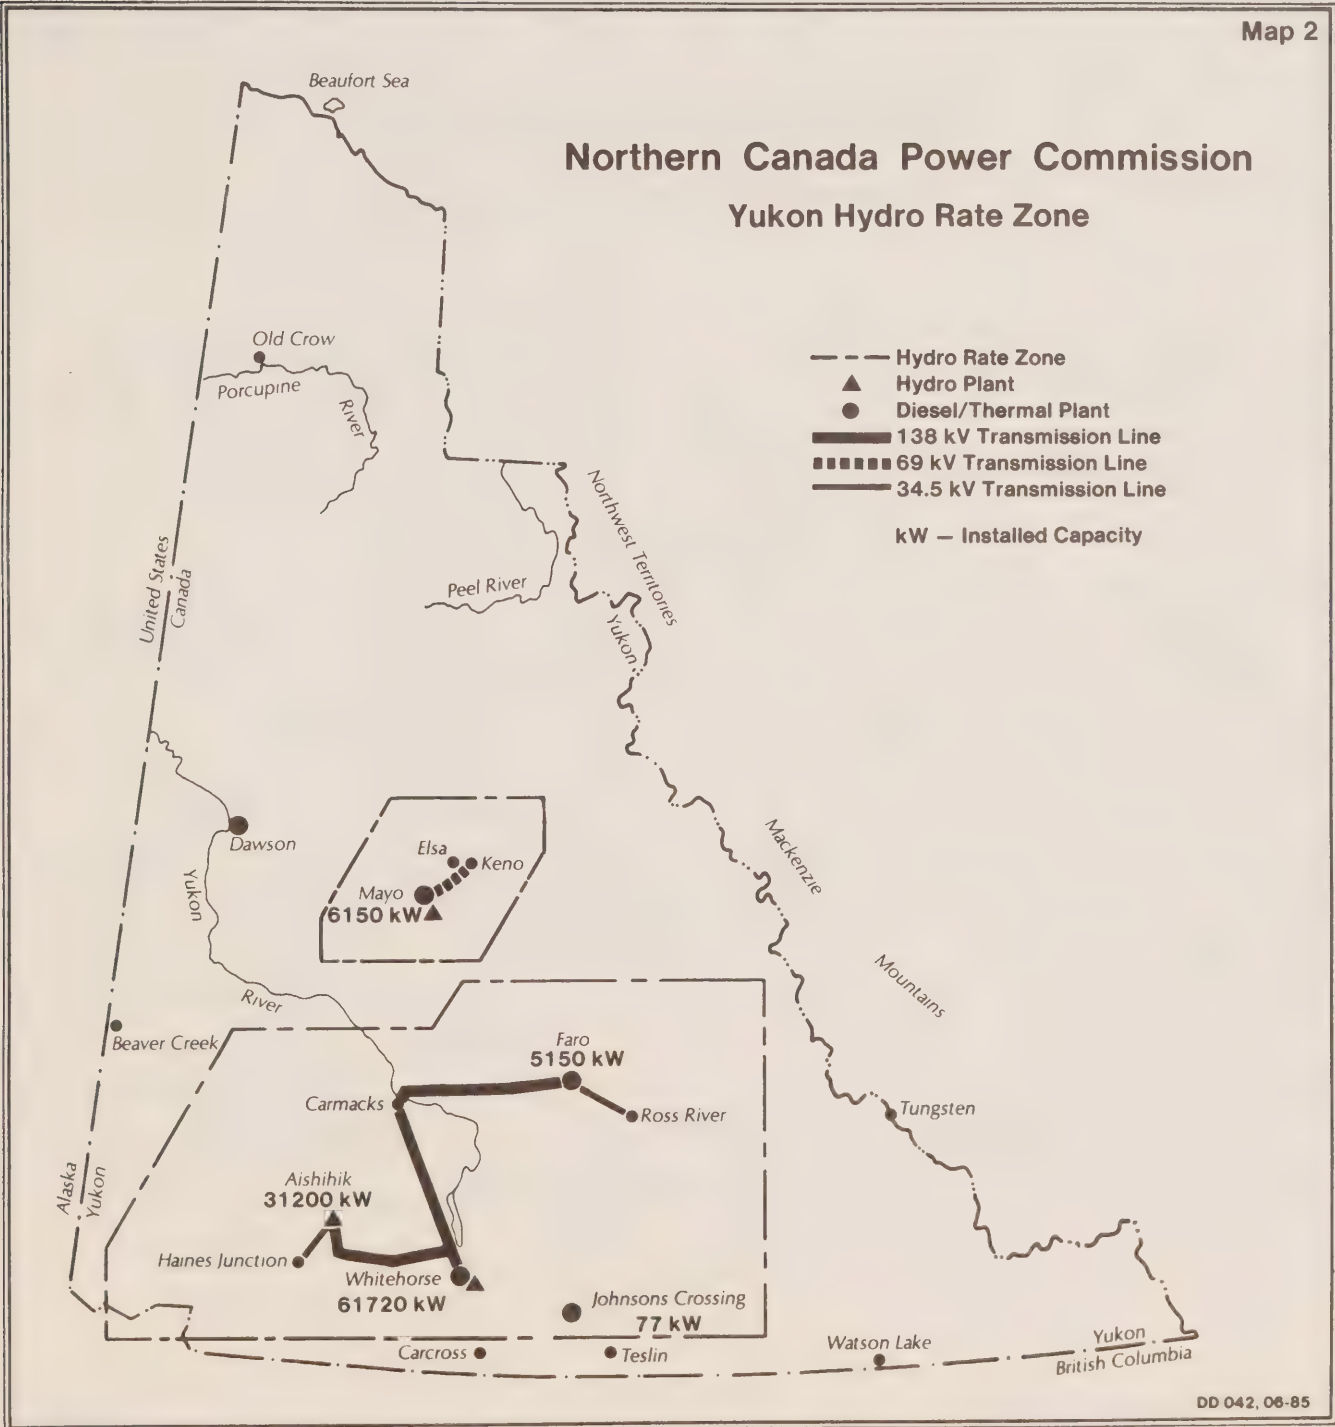 Map 2
Beaufort Sea
Northern Canada Power Commission
Yukon Hydro Rate Zone
Old Crow
Porcupine
River
Hydro Rate Zone
Hydro Plant
Diesel/Thermal Plant
138 kV Transmission Line
69 kV Transmission Line
34.5 kV Transmission Line
kW — Installed Capacity
Northwest Territories
Yukon
United States
Canada
Peel River
Dawson
Yukon
River
Elsa
Keno
Mayo
6150 kW
Mackenzie
Mountains
Beaver Creek
Faro
5150 kW
Carmacks
Ross River
Tungsten
Alaska
Yukon
Aishihik
31200 kW
Haines Junction
Whitehorse
61720 kW
Johnsons Crossing
77 kW
Carcross
Teslin
Watson Lake
Yukon
British Columbia
DD 042, 06-85